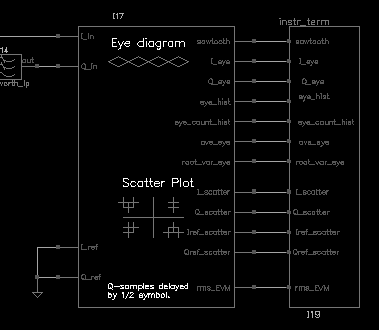 I17
instr_term
I_in
Eye diagram
sawtooth
sawtooth
14
out
I_eye
I_eye
Q_in
Q_eye
Q_eye
worth_lp
eye_hist
eye_hist
eye_count_hist
eye_count_hist
ave_eye
ave_eye
root_var_eye
root_var_eye
Scatter Plot
I_scatter
I_scatter
Q_scatter
Q_scatter
Iref_scatter
Iref_scatter
I_ref
Qref_scatter
Qref_scatter
Q_ref
Q-samples delayed
by 1/2 symbol.
rms_EVM
rms_EVM
I19